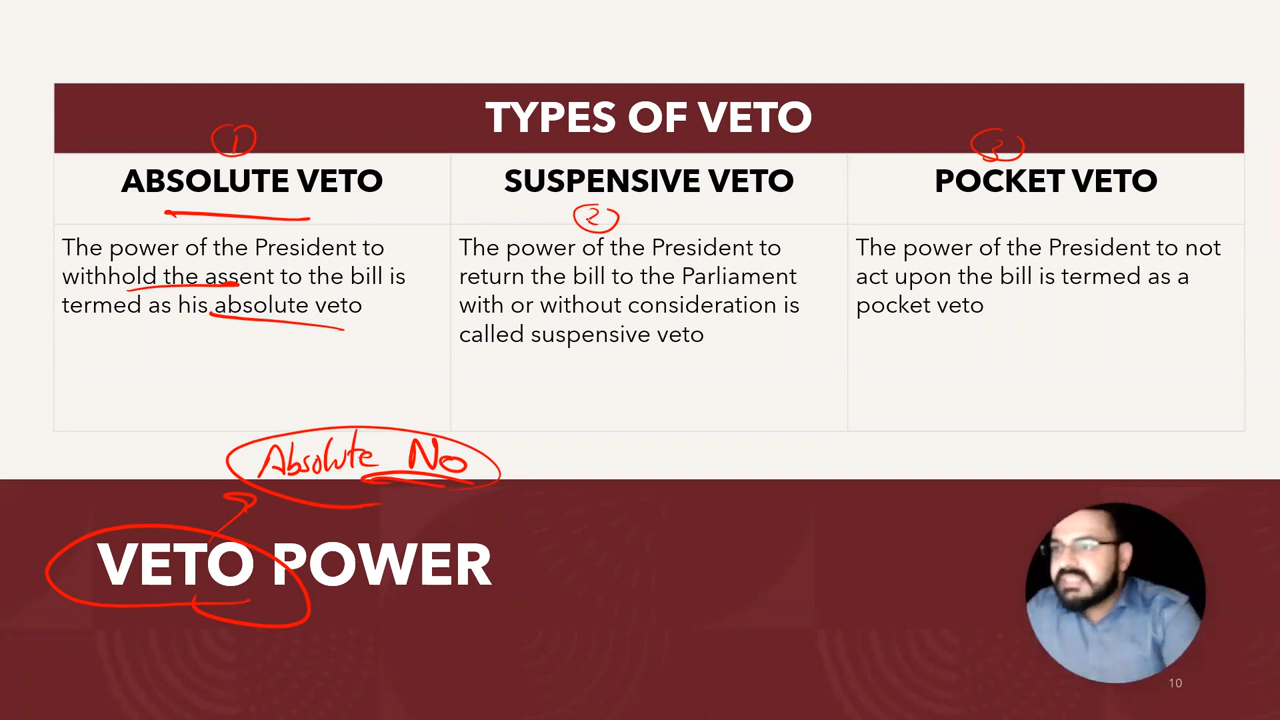 TYPES OF VETO
1
3
ABSOLUTE VETO
SUSPENSIVE VETO
POCKET VETO
2
The power of the President to
withhold the assent to the bill is
termed as his absolute veto
The power of the President to
return the bill to the Parliament
with or without consideration is
called suspensive veto
The power of the President to not
act upon the bill is termed as a
pocket veto
Absolute No
VETO POWER
10